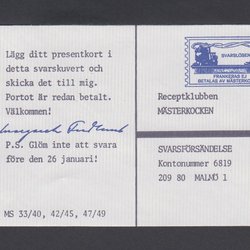 Lägg ditt presentkort i
detta svarskuvert och
skicka det till mig.
Portot är redan betalt.
Välkommen!
P.S. Glöm inte att svara
före den 26 januari!
MS 33/40, 42/45, 47/49
SVARSLÖSEN
FRANKERAS EJ
BETALAS AV MÄSTERKOCKEN
Receptklubben
MÄSTERKOCKEN
SVARSFÖRSÄNDELSE
Kontonummer 6819
209 80 MALMÖ 1